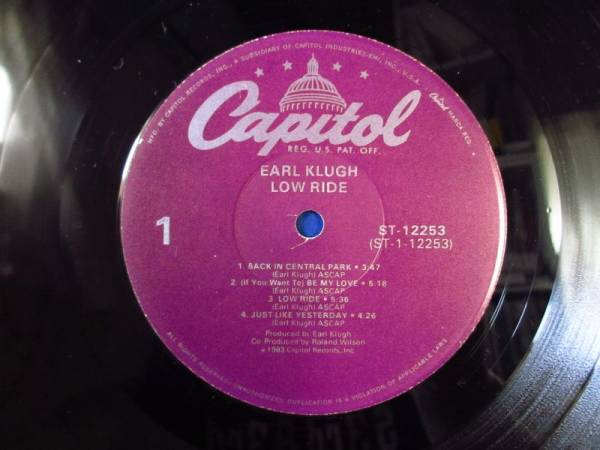 MFD. BY CAPITOL RECORDS, INC., A SUBSIDIARY OF CAPITOL INDUSTRIES-EMI, INC., U.S.A.
Capitol MARCA REG.
Capitol
REG. U.S. PAT. OFF.
EARL KLUGH
LOW RIDE
1
ST-12253
(ST-1-12253)
1. BACK IN CENTRAL PARK • 3:47
(Earl Klugh) ASCAP
2. (If You Want To) BE MY LOVE • 5:18
(Earl Klugh) ASCAP
3 LOW RIDE • 5:36
(Earl Klugh) ASCAP
4. JUST LIKE YESTERDAY • 4:26
(Earl Klugh) ASCAP
Produced by Earl Klugh
Co-Produced by Roland Wilson
℗ 1983 Capitol Records, Inc
ALL RIGHTS RESERVED. UNAUTHORIZED DUPLICATION IS A VIOLATION OF APPLICABLE LAWS.